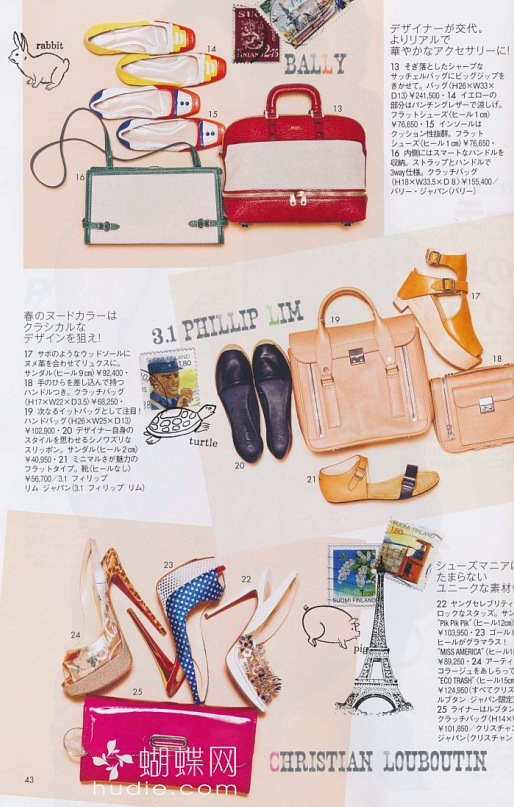 rabbit
14
SUOMI
FINLAND
BALLY
13
16
15
デザイナーが交代。
よりリアルで
華やかなアクセサリーに!
13 そぎ落としたシャープな
サッチェルバッグにビッグジップを
きかせて。バッグ(H26×W33×
D13)¥241,500・14 イエローの
部分はパンチングレザーで涼しげ。
フラットシューズ(ヒール1cm)
¥76,650・15 インソールは
クッション性抜群。フラット
シューズ(ヒール1cm)¥76,650・
16 内側にはスマートなハンドルを
収納。ストラップとハンドルで
3way仕様。クラッチバッグ
(H18×W33.5×D8)¥155,400/
バリー・ジャパン(バリー)
春のヌードカラーは
クラシカルな
デザインを狙え!
17 サボのようなウッドソールに
ヌメ革を合わせてリュクスに。
サンダル(ヒール9cm)¥92,400・
18 手のひらを差し込んで持つ
ハンドルつき。クラッチバッグ
(H17×W22×D3.5)¥68,250・
19 次なるイットバッグとして注目!
ハンドバッグ(H26×W25×D13)
¥102,900・20 デザイナー自身の
スタイルを思わせるシノワズリな
スリッポン。サンダル(ヒール2cm)
¥40,950・21 ミニマルさが魅力の
フラットタイプ。靴(ヒールなし)
¥56,700/3.1 フィリップ
リム ジャパン(3.1 フィリップ リム)
3.1 PHILLIP LIM
SUOMI FINLAND
1,80
turtle
19
17
18
20
21
23
22
24
25
SUOMI FINLAND
SUOMI FINLAND
1,80
pig
シューズマニアに
たまらない
ユニークな素材
22 ヤングセレブリティ
ロックなスタッズ。サン
"Pik Pik Pik"(ヒール12cm)
¥103,950・23 ゴールド
ヒールがグラマラス!
"MISS AMERICA"(ヒール15
¥89,250・24 アーティ
コラージュをあしらって
"ECO TRASH"(ヒール15cm
¥124,950(すべてクリス
ルブタン ジャパン限定
25 ライナーはルブタン
クラッチバッグ(H14×
¥101,850/クリスチャン
ジャパン(クリスチャン
CHRISTIAN LOUBOUTIN
蝴蝶网
hudie.com
43